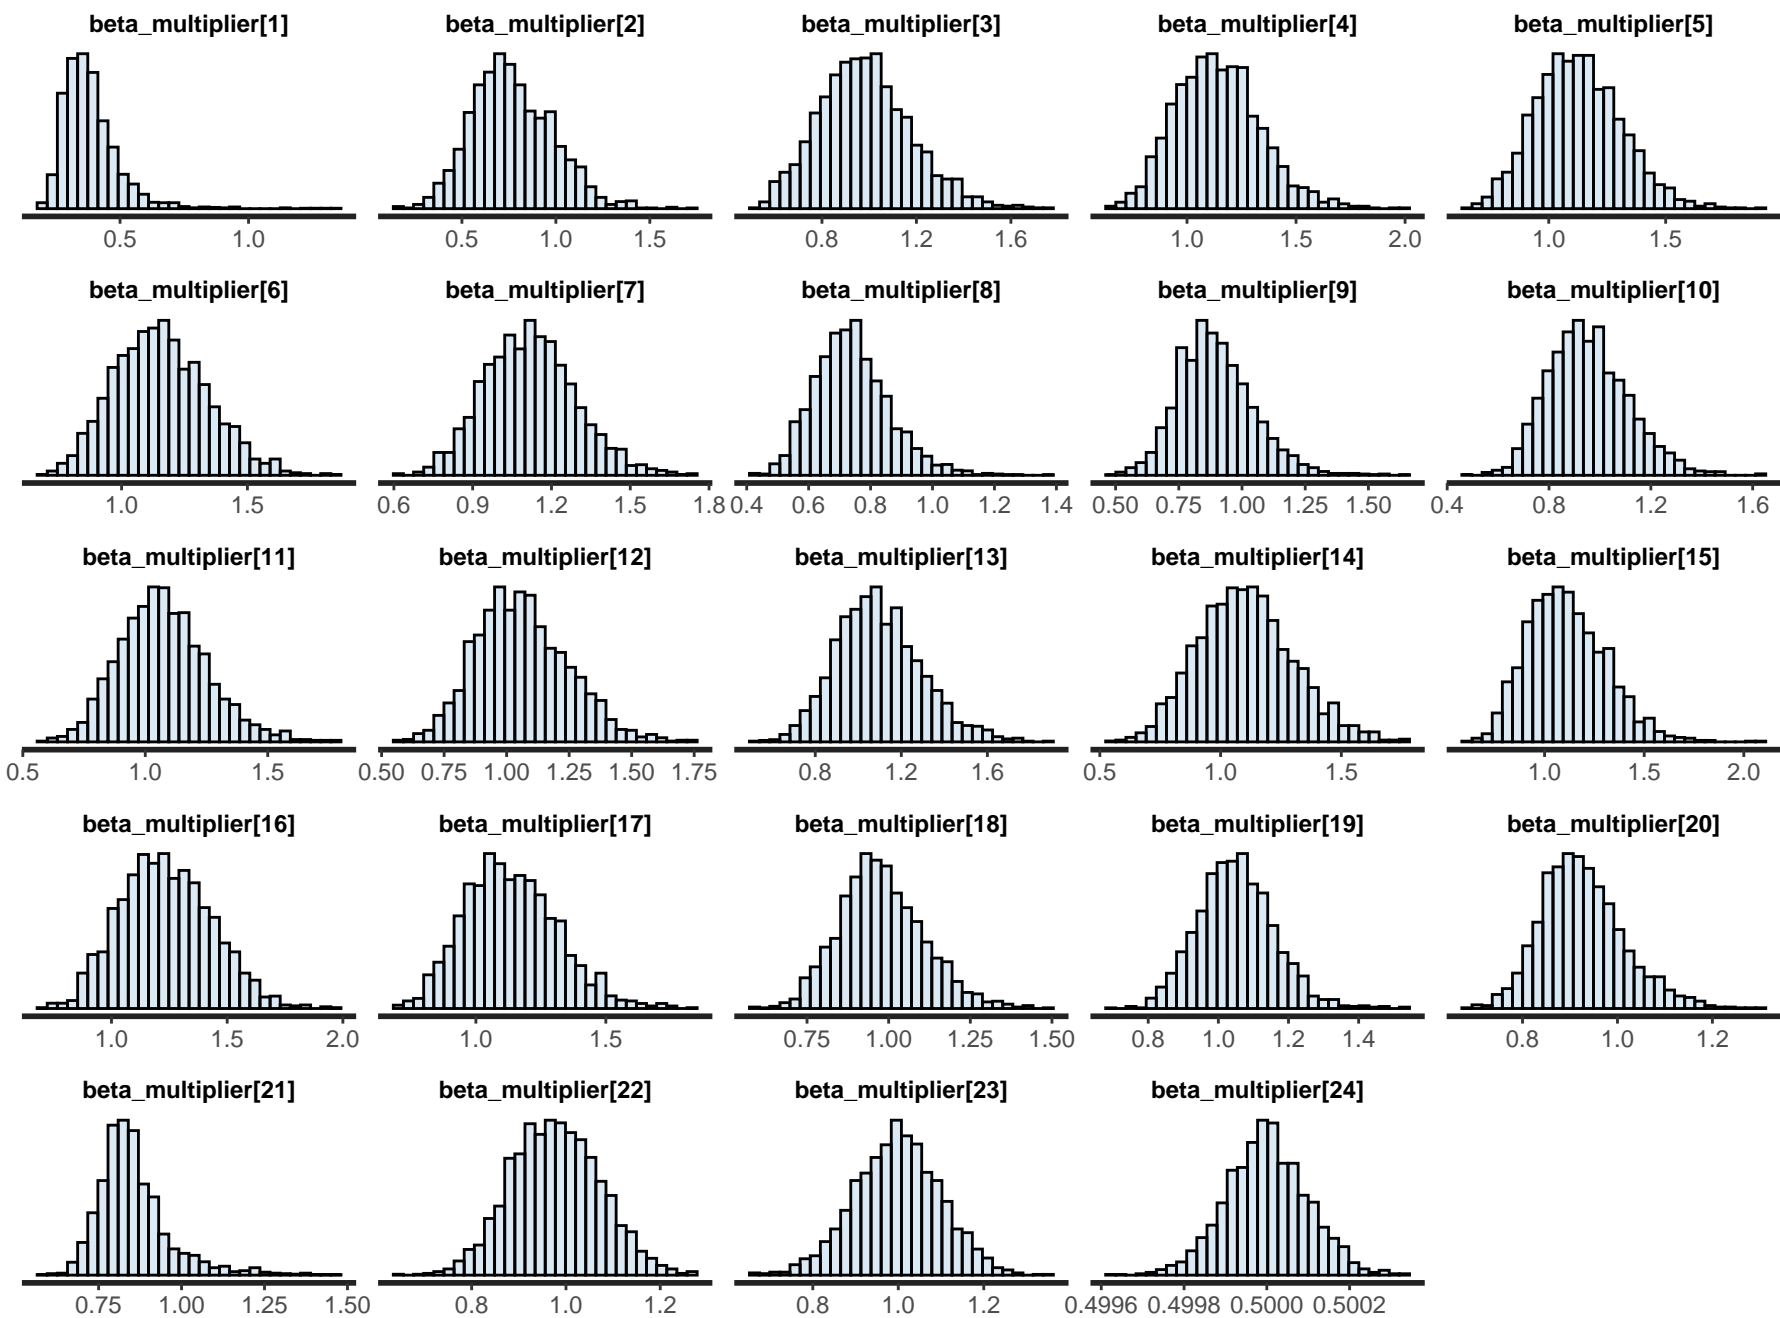 beta_multiplier[1] beta_multiplier[2] beta_multiplier[3] beta_multiplier[4] beta_multiplier[5]
0.5 1.0 0.5 1.0 1.5 0.8 1.2 1.6 1.0 1.5 2.0 1.0 1.5
beta_multiplier[6] beta_multiplier[7] beta_multiplier[8] beta_multiplier[9] beta_multiplier[10]
1.0 1.5 0.6 0.9 1.2 1.5 1.8 0.4 0.6 0.8 1.0 1.2 1.4 0.50 0.75 1.00 1.25 1.50 0.4 0.8 1.2 1.6
beta_multiplier[11] beta_multiplier[12] beta_multiplier[13] beta_multiplier[14] beta_multiplier[15]
0.5 1.0 1.5 0.50 0.75 1.00 1.25 1.50 1.75 0.8 1.2 1.6 0.5 1.0 1.5 1.0 1.5 2.0
beta_multiplier[16] beta_multiplier[17] beta_multiplier[18] beta_multiplier[19] beta_multiplier[20]
1.0 1.5 2.0 1.0 1.5 0.75 1.00 1.25 1.50 0.8 1.0 1.2 1.4 0.8 1.0 1.2
beta_multiplier[21] beta_multiplier[22] beta_multiplier[23] beta_multiplier[24]
0.75 1.00 1.25 1.50 0.8 1.0 1.2 0.8 1.0 1.2 0.4996 0.4998 0.5000 0.5002